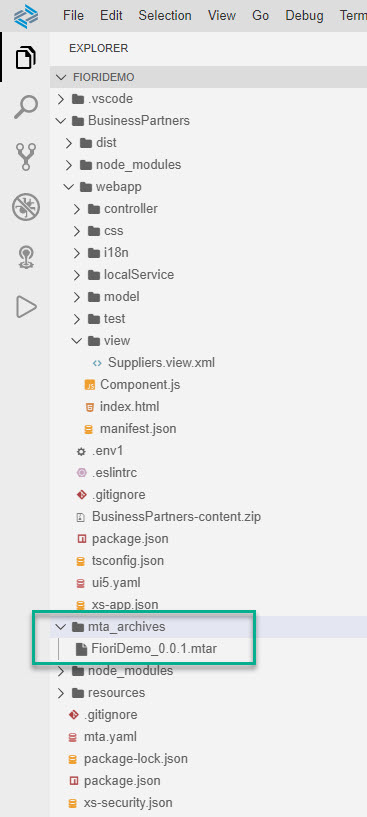 File Edit Selection View Go Debug Term
EXPLORER
FIORIDEMO
.vscode
BusinessPartners
dist
node_modules
webapp
controller
css
i18n
localService
model
test
view
Suppliers.view.xml
Component.js
index.html
manifest.json
.env1
.eslintrc
.gitignore
BusinessPartners-content.zip
package.json
tsconfig.json
ui5.yaml
xs-app.json
mta_archives
FioriDemo_0.0.1.mtar
node_modules
resources
.gitignore
mta.yaml
package-lock.json
package.json
xs-security.json